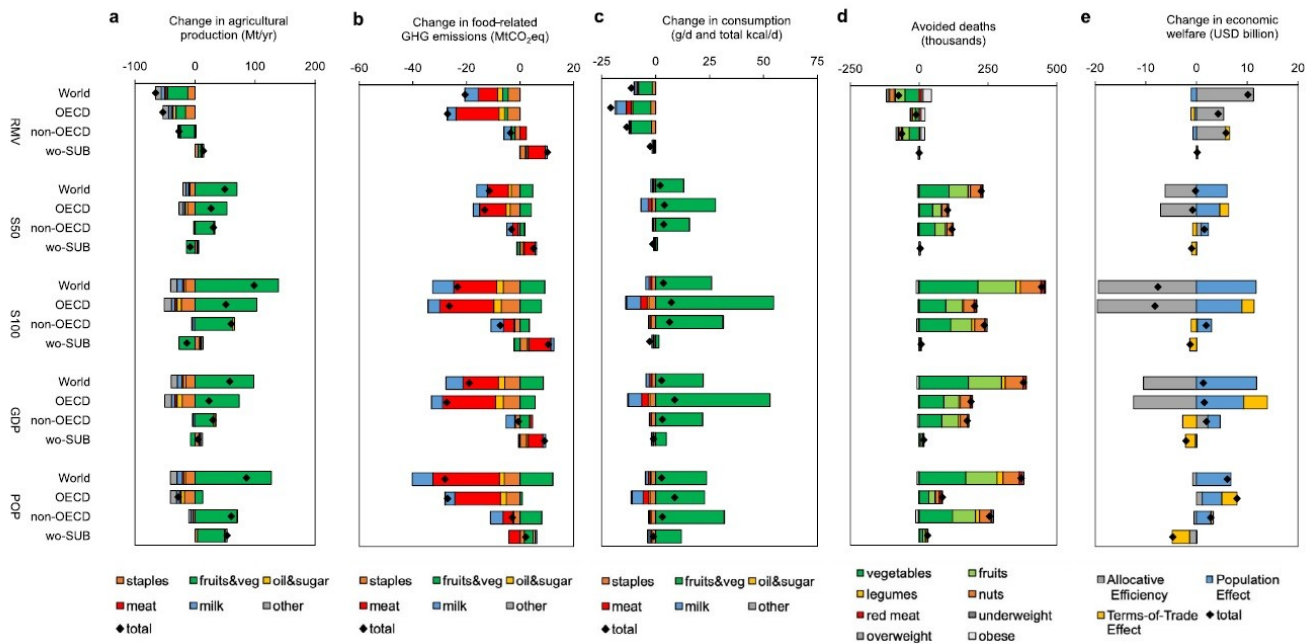 a
Change in agricultural
production (Mt/yr)
-100 0 100 200
b
Change in food-related
GHG emissions (MtCO2eq)
-60 -40 -20 0 20
c
Change in consumption
(g/d and total kcal/d)
-25 0 25 50 75
d
Avoided deaths
(thousands)
-250 0 250 500
e
Change in economic
welfare (USD billion)
-20 -10 0 10 20
RMV
World
OECD
non-OECD
wo-SUB
S50
World
OECD
non-OECD
wo-SUB
S100
World
OECD
non-OECD
wo-SUB
GDP
World
OECD
non-OECD
wo-SUB
POP
World
OECD
non-OECD
wo-SUB
staples fruits&veg oil&sugar
meat milk other
total
staples fruits&veg oil&sugar
meat milk other
total
staples fruits&veg oil&sugar
meat milk other
total
vegetables fruits
legumes nuts
red meat underweight
overweight obese
Allocative Efficiency
Population Effect
Terms-of-Trade Effect
total